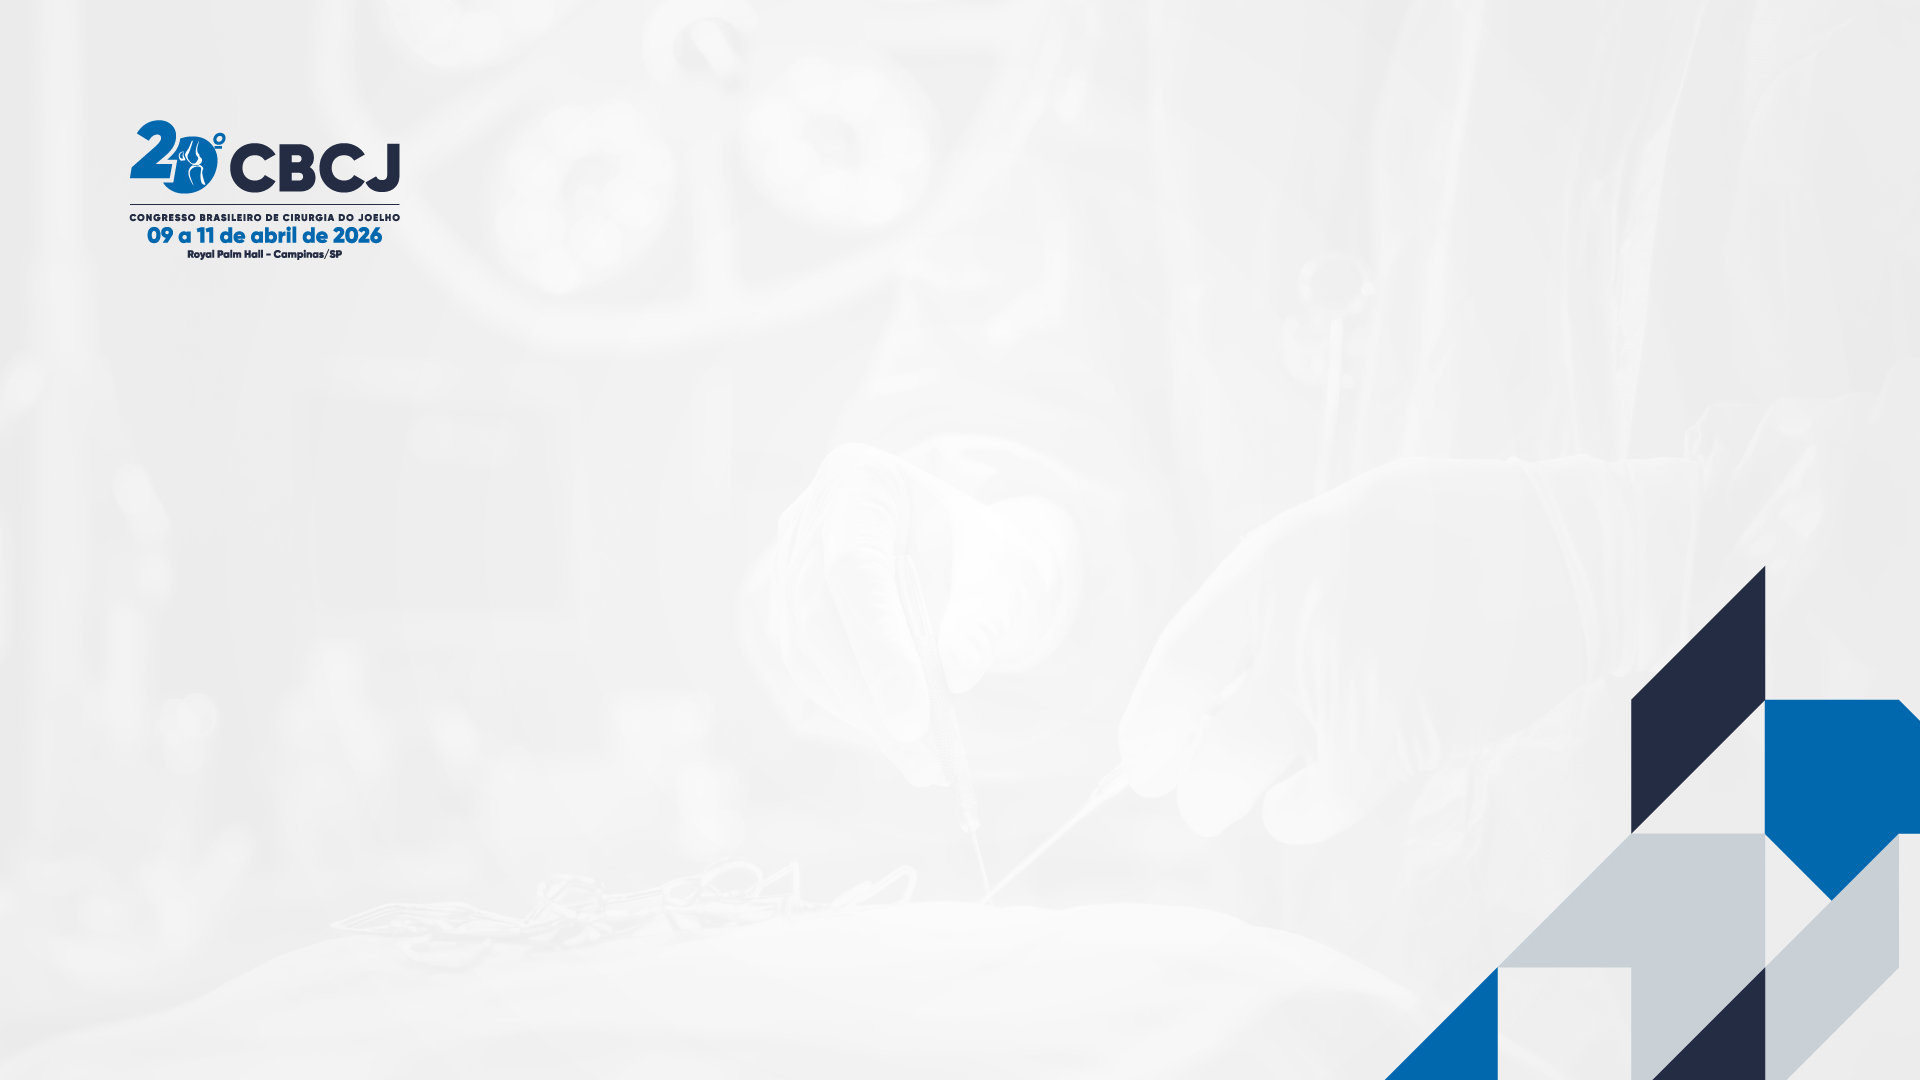 20º CBCJ
CONGRESSO BRASILEIRO DE CIRURGIA DO JOELHO
09 a 11 de abril de 2026
Royal Palm Hall - Campinas/SP